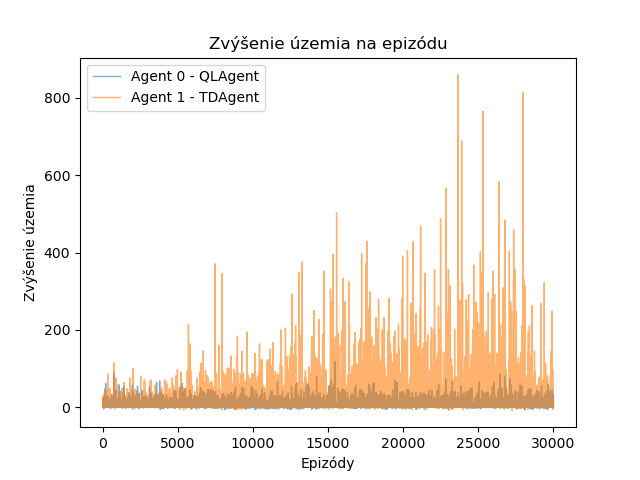 Zvýšenie územia na epizódu
Agent 0 - QLAgent
Agent 1 - TDAgent
Zvýšenie územia
800
600
400
200
0
0 5000 10000 15000 20000 25000 30000
Epizódy